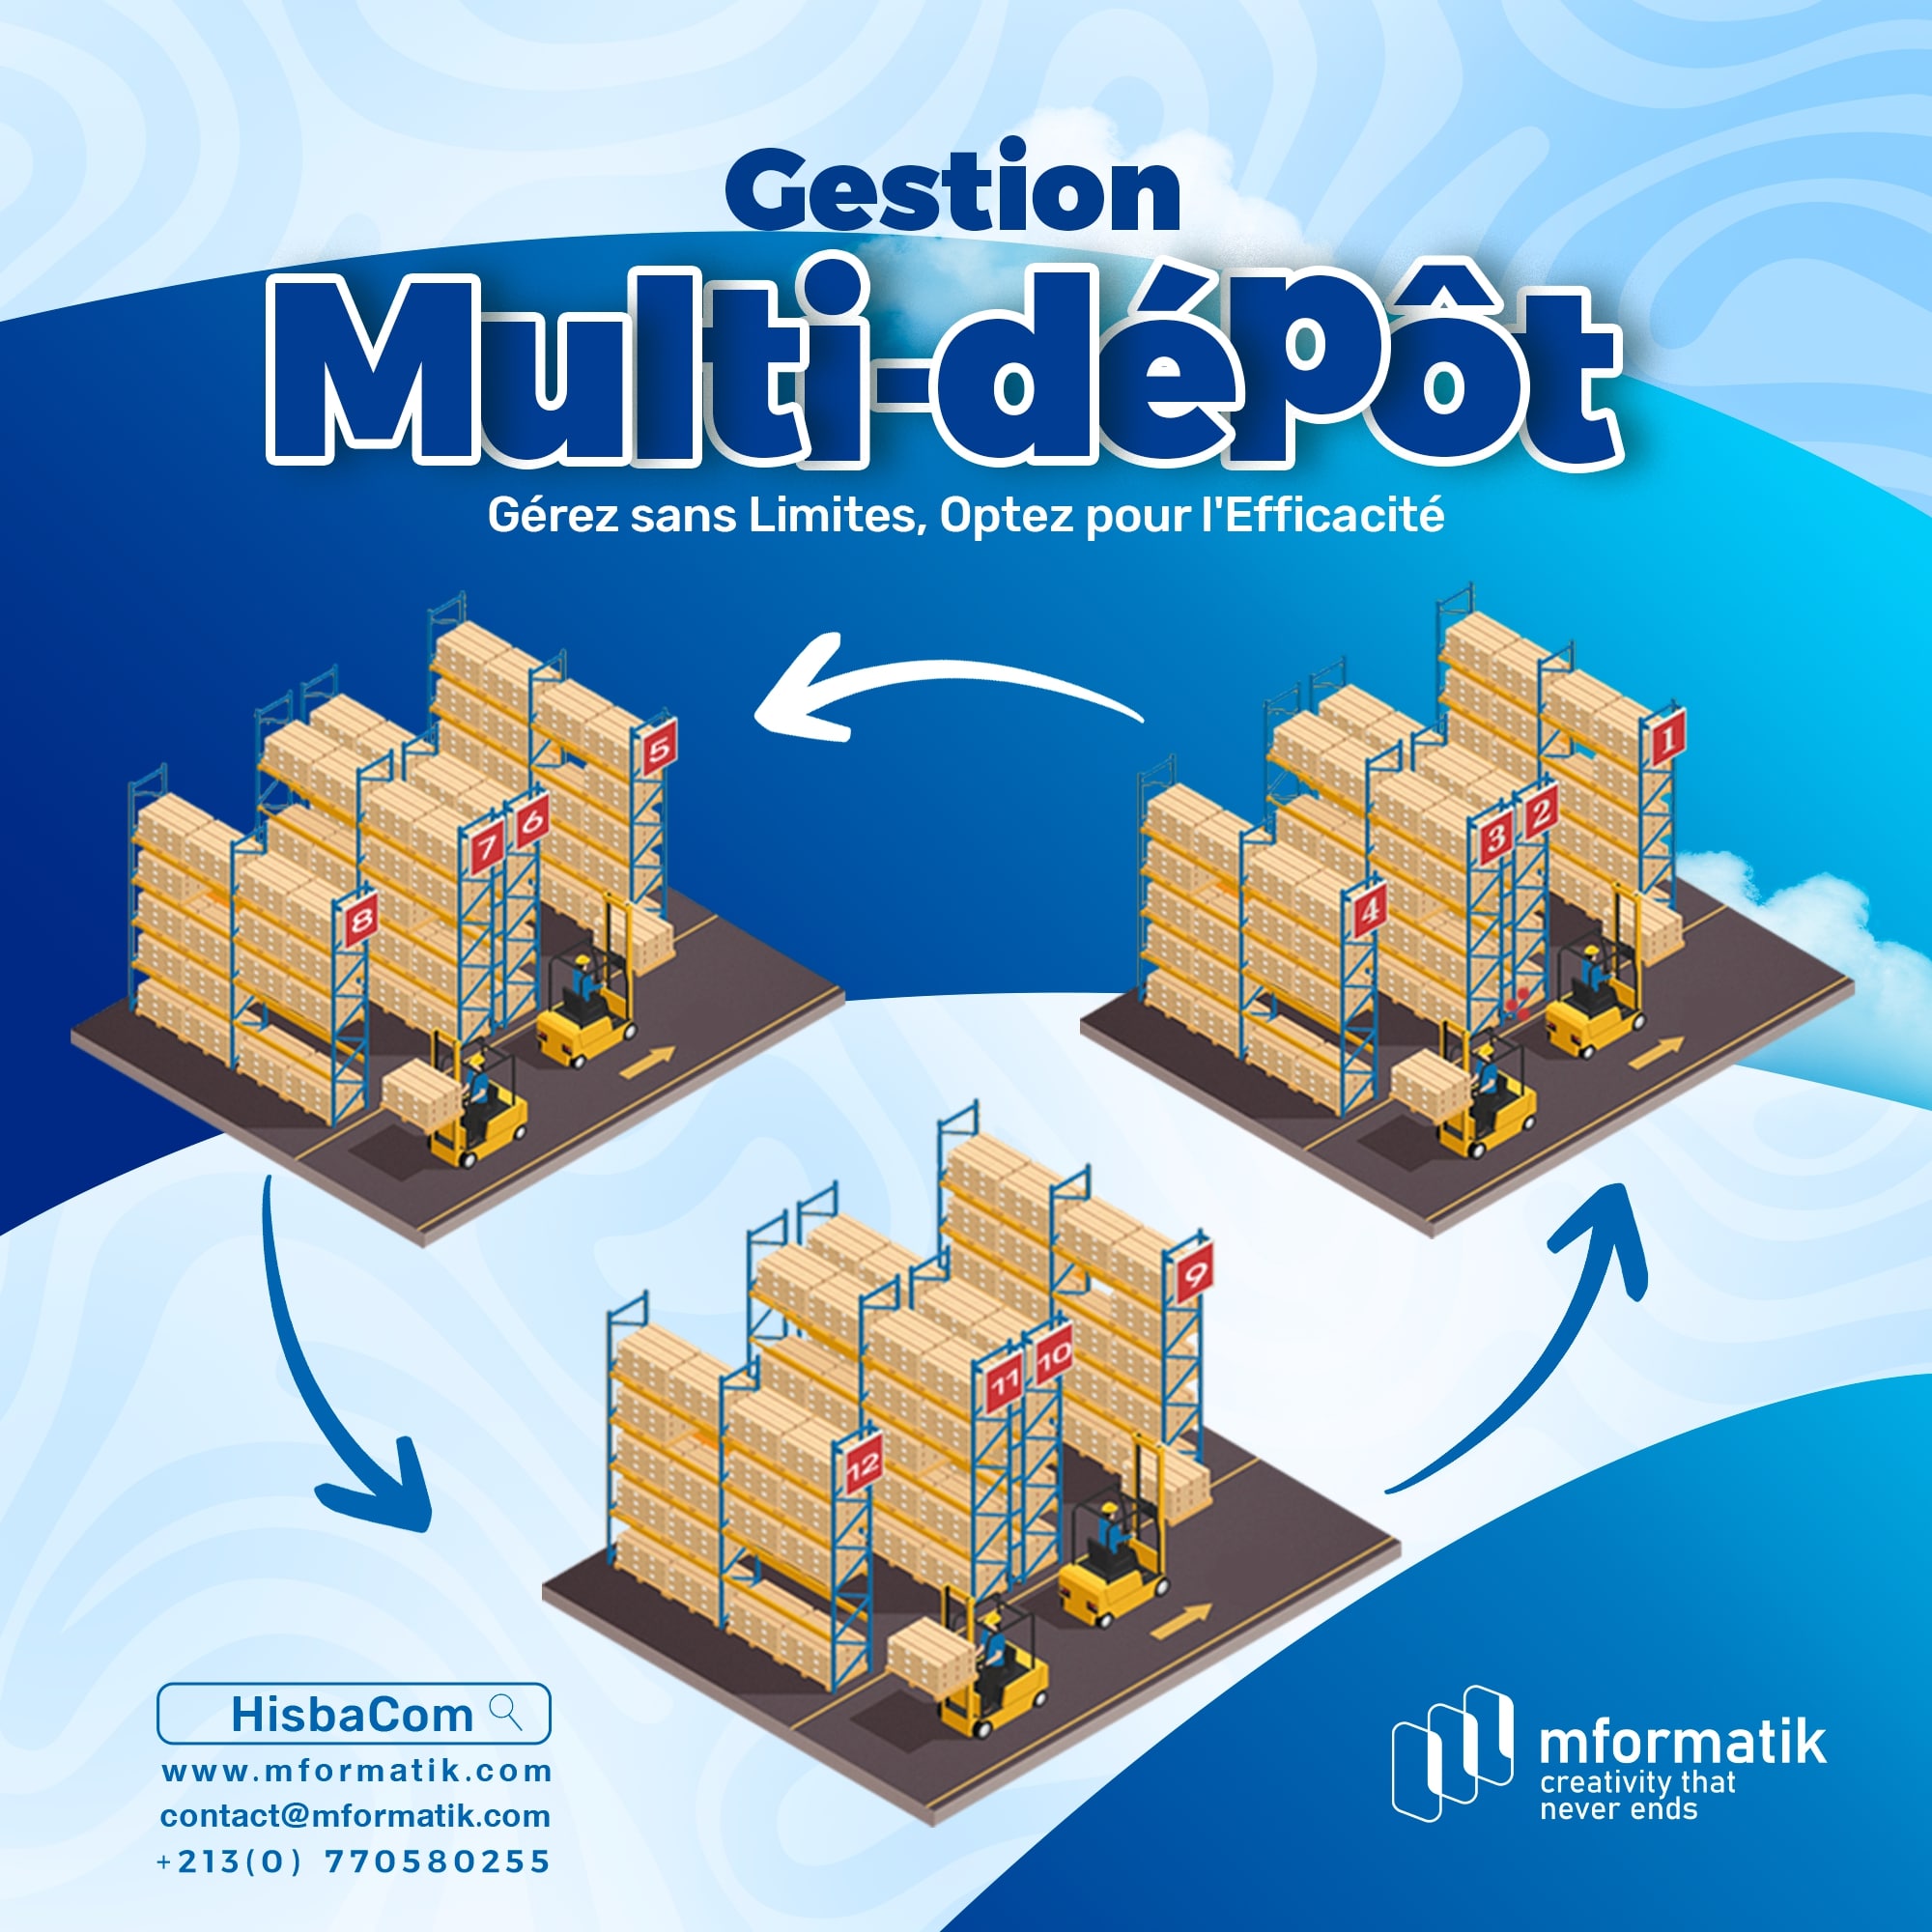 Gestion
Multi-dépôt
Gérez sans Limites, Optez pour l'Efficacité
5
6
7
8
1
2
3
4
9
10
11
12
HisbaCom
www.mformatik.com
contact@mformatik.com
+213(0) 770580255
mformatik
creativity that
never ends